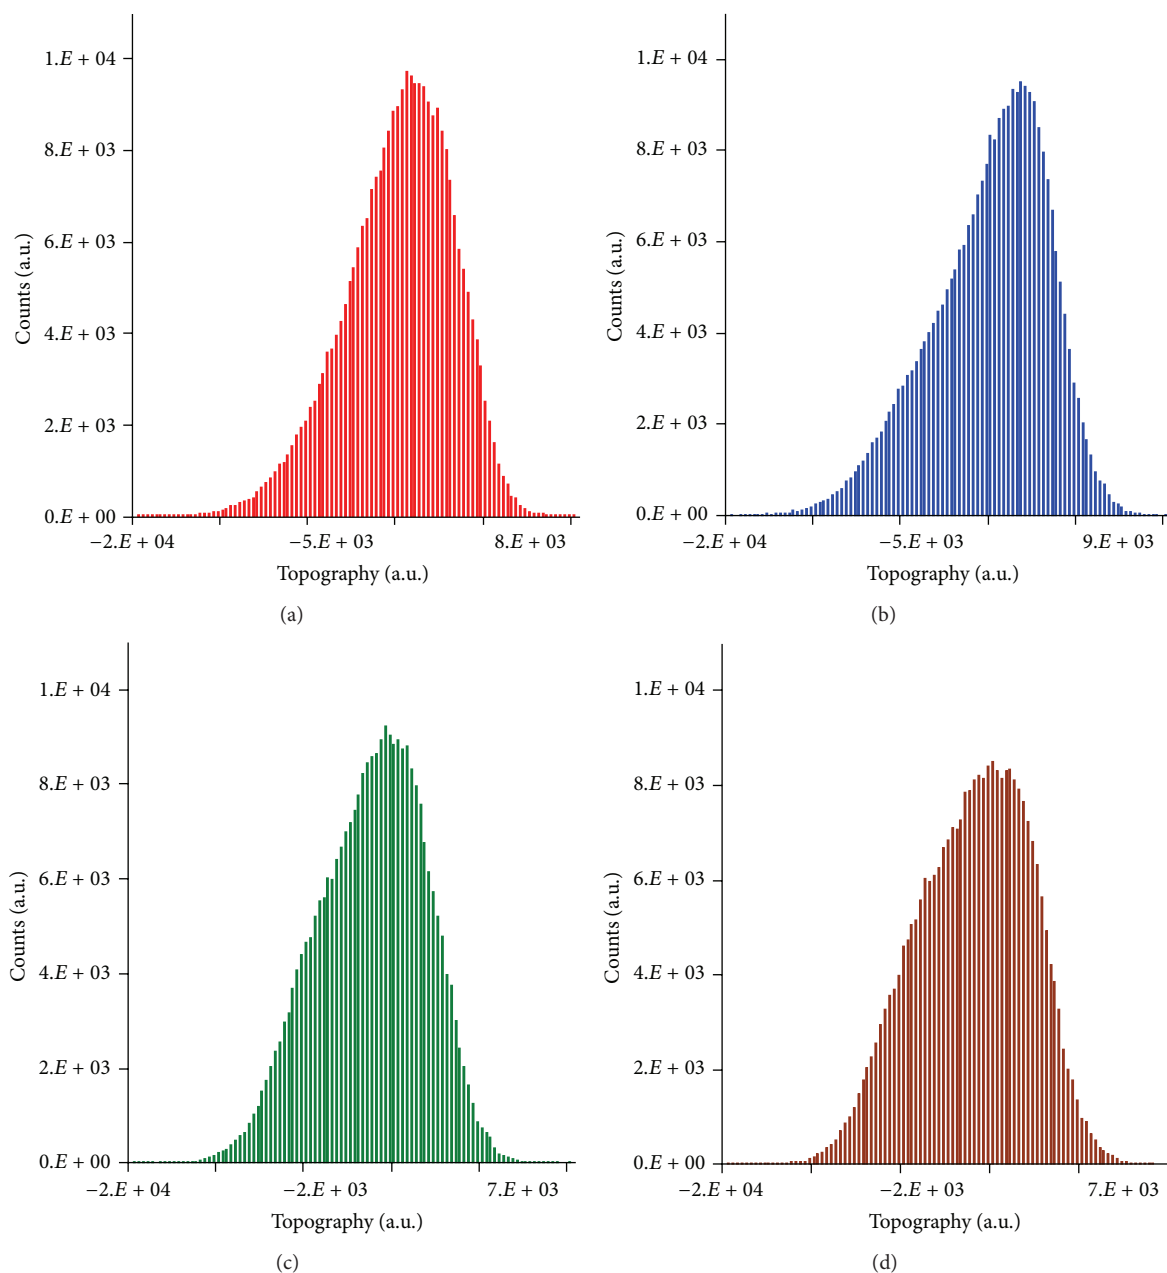 1.E + 04
8.E + 03
6.E + 03
4.E + 03
2.E + 03
0.E + 00
Counts (a.u.)
−2.E + 04
−5.E + 03
8.E + 03
Topography (a.u.)
(a)
1.E + 04
8.E + 03
6.E + 03
4.E + 03
2.E + 03
0.E + 00
Counts (a.u.)
−2.E + 04
−5.E + 03
9.E + 03
Topography (a.u.)
(b)
1.E + 04
8.E + 03
6.E + 03
4.E + 03
2.E + 03
0.E + 00
Counts (a.u.)
−2.E + 04
−2.E + 03
7.E + 03
Topography (a.u.)
(c)
1.E + 04
8.E + 03
6.E + 03
4.E + 03
2.E + 03
0.E + 00
Counts (a.u.)
−2.E + 04
−2.E + 03
7.E + 03
Topography (a.u.)
(d)